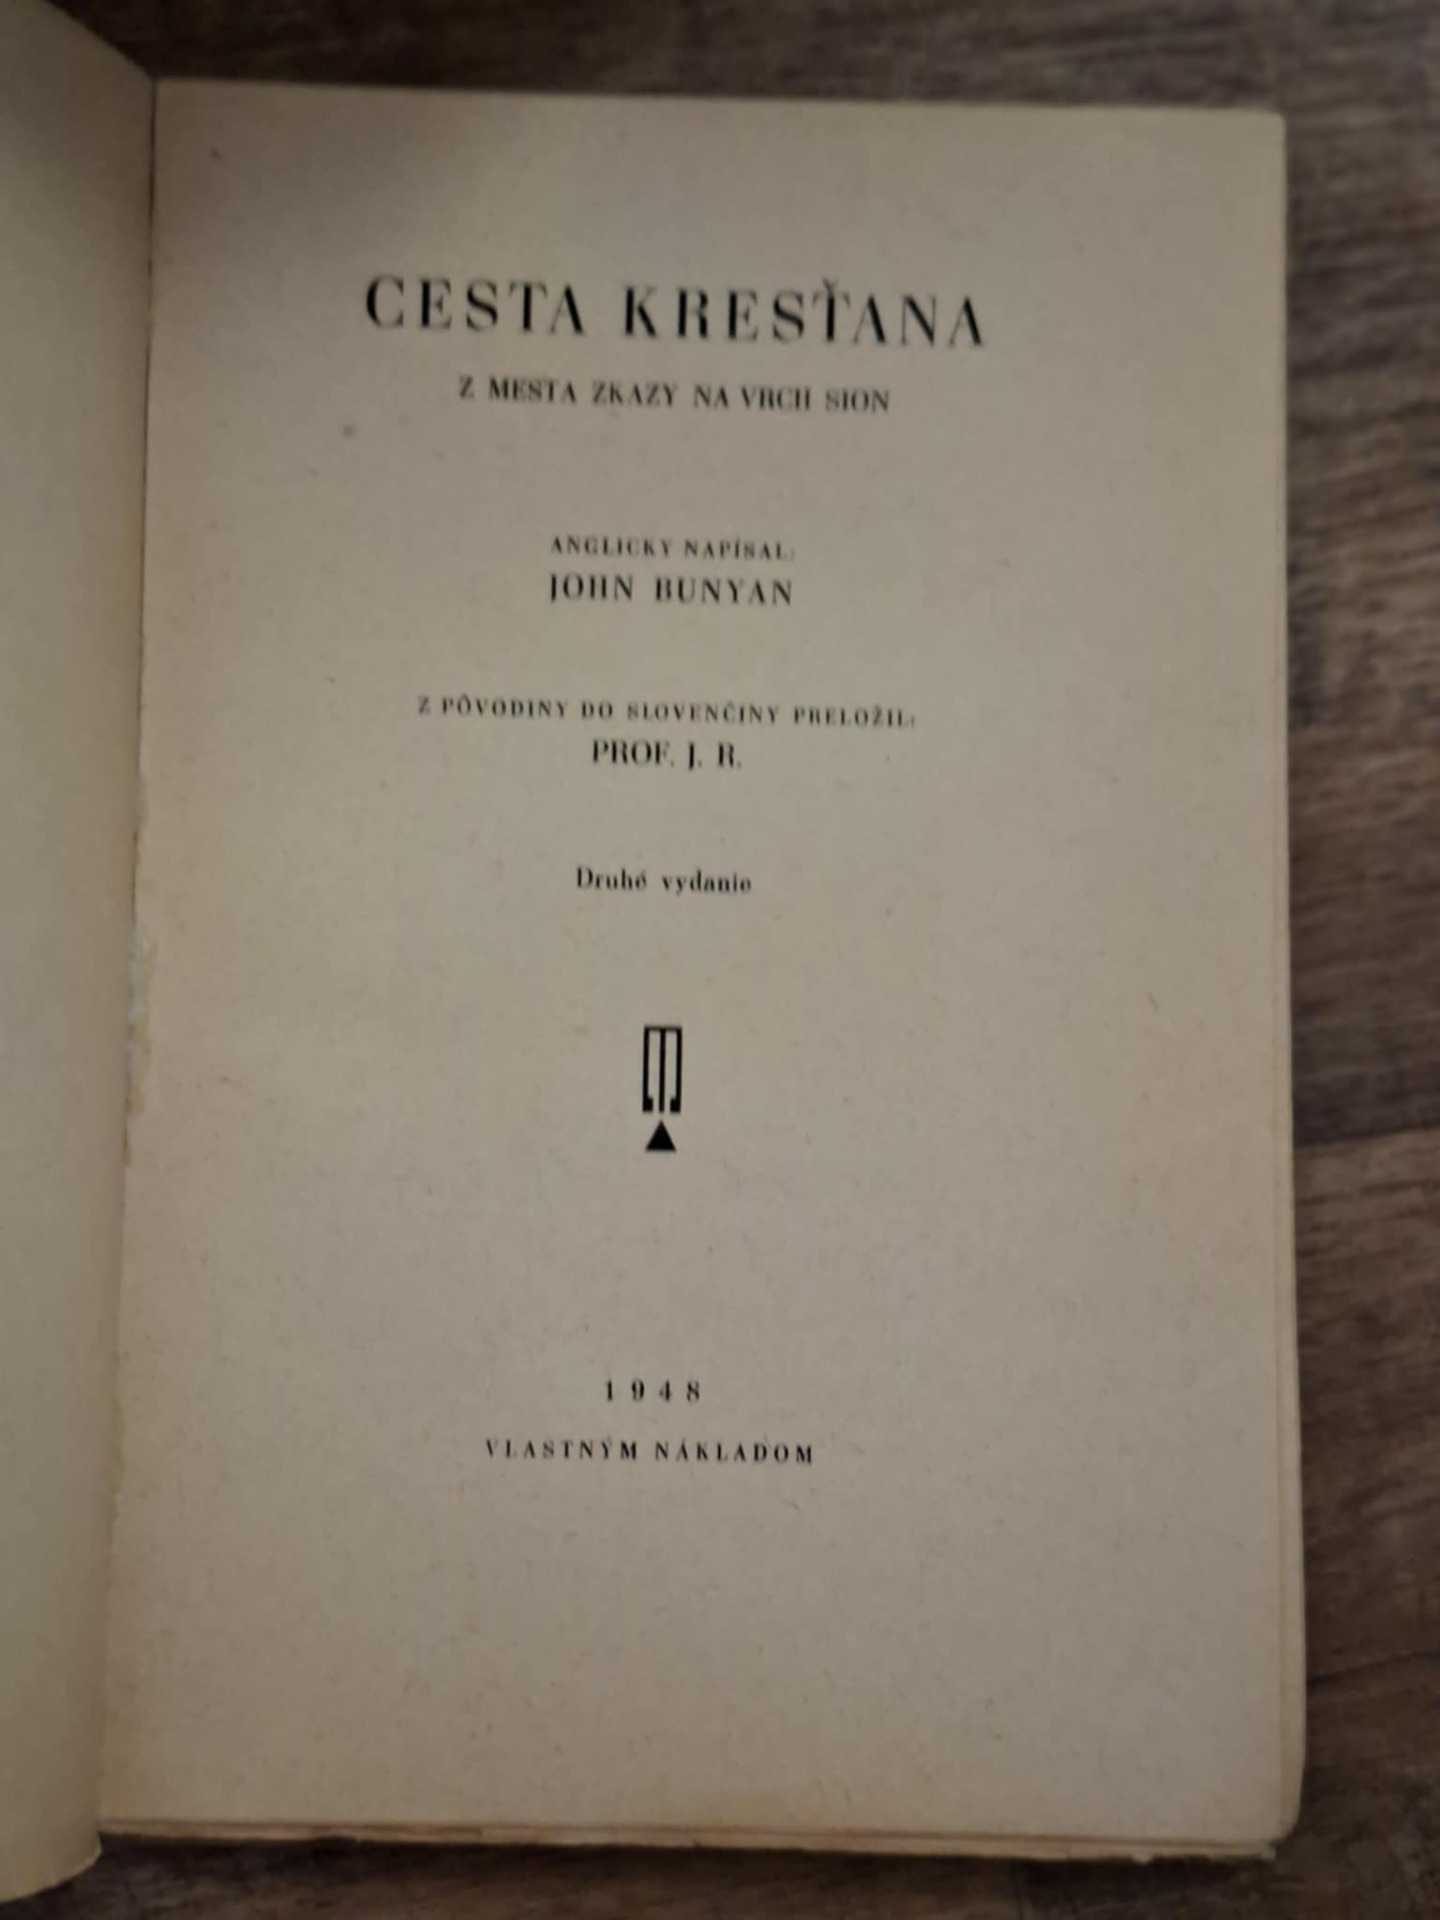 CESTA KRESŤANA
Z MESTA ZKAZY NA VRCH SION
ANGLICKY NAPÍSAL:
JOHN BUNYAN
Z PÔVODINY DO SLOVENČINY PRELOŽIL:
PROF. J. R.
Druhé vydanie
1948
VLASTNÝM NÁKLADOM